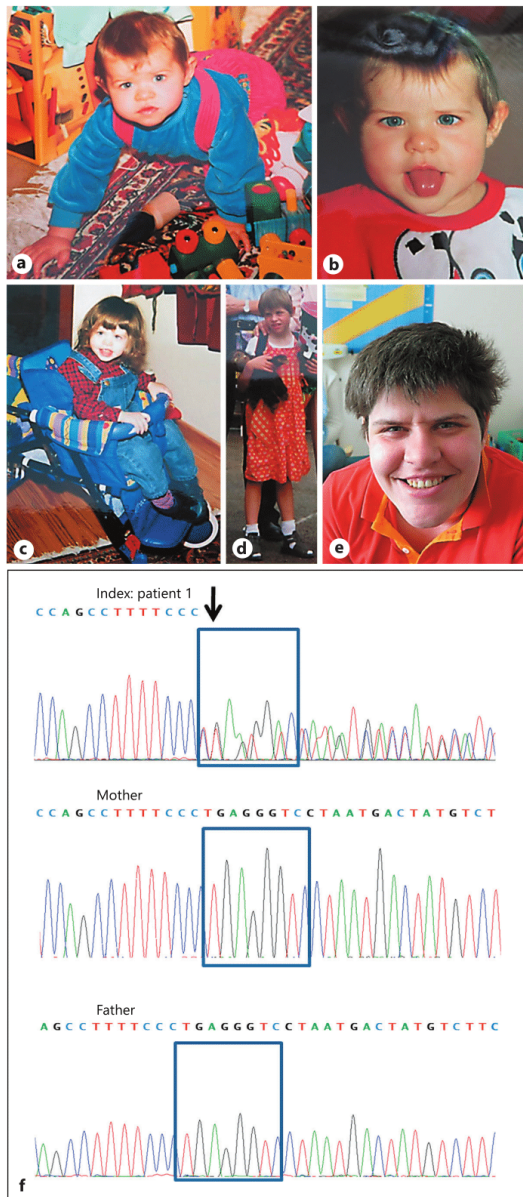 a
b
c
d
e
Index: patient 1
CCAGCCTTTTCCC
Mother
CCAGCCTTTTCCCTGAGGGTCCTAATGACTATGTCT
Father
AGCCTTTTCCCTGAGGGTCCTAATGACTATGTCTTC
f